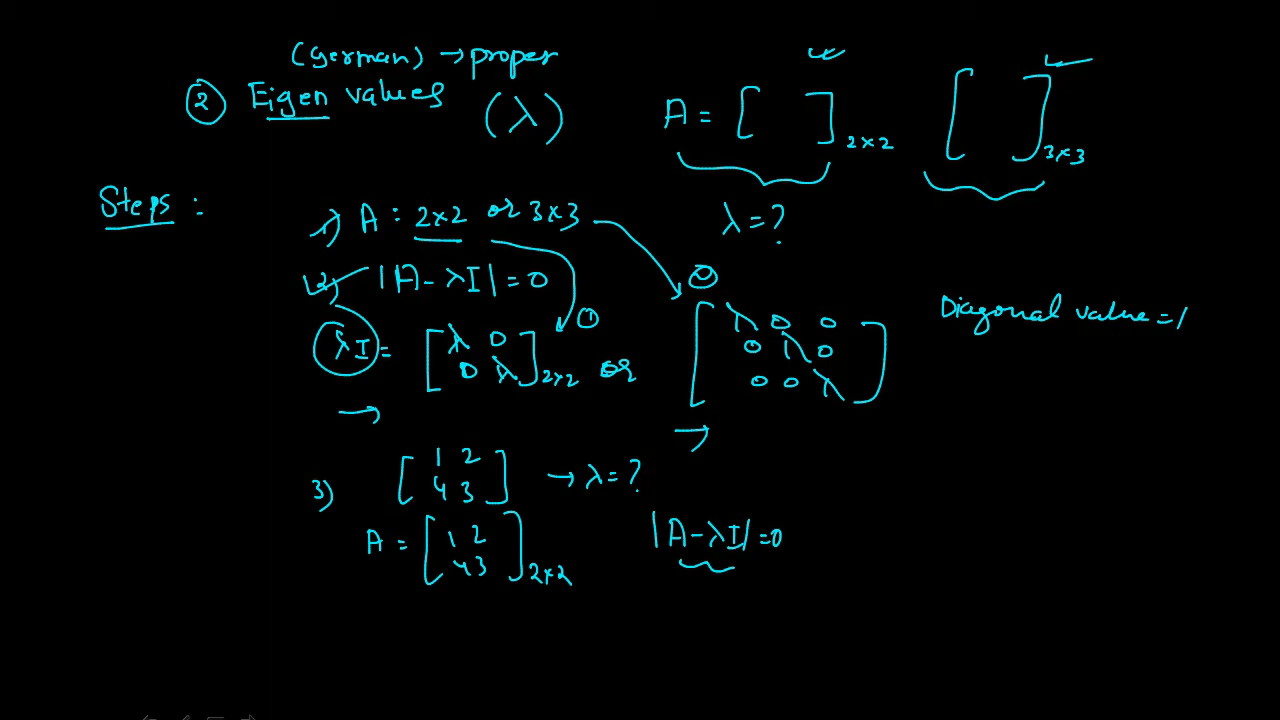 (German) → proper
② Eigen values (λ)
A = [ ]2×2 [ ]3×3
λ = ?
Steps :
1) A : 2×2 or 3×3
2) |A - λI| = 0
②
Diagonal value = 1
①
λI = [ λ 0
0 λ ]2×2 or
[ λ 0 0
0 λ 0
0 0 λ ]
→
→
3) [ 1 2
4 3 ] → λ = ?
A = [ 1 2
4 3 ]2×2
|A - λI| = 0